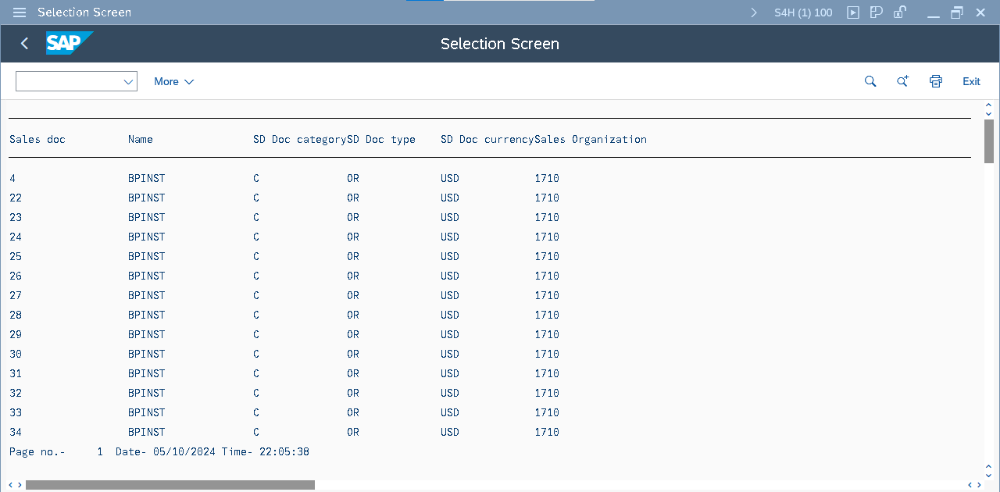 Selection Screen S4H (1) 100
SAP Selection Screen
More Exit
Sales doc Name SD Doc categorySD Doc type SD Doc currencySales Organization
4 BPINST C OR USD 1710
22 BPINST C OR USD 1710
23 BPINST C OR USD 1710
24 BPINST C OR USD 1710
25 BPINST C OR USD 1710
26 BPINST C OR USD 1710
27 BPINST C OR USD 1710
28 BPINST C OR USD 1710
29 BPINST C OR USD 1710
30 BPINST C OR USD 1710
31 BPINST C OR USD 1710
32 BPINST C OR USD 1710
33 BPINST C OR USD 1710
34 BPINST C OR USD 1710
Page no.- 1 Date- 05/10/2024 Time- 22:05:38